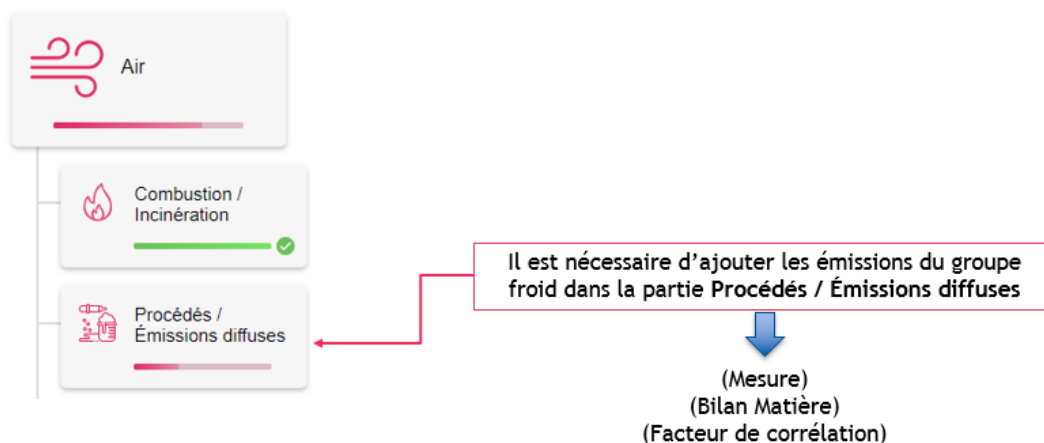 Air
Combustion /
Incinération
Procédés /
Émissions diffuses
Il est nécessaire d’ajouter les émissions du groupe
froid dans la partie Procédés / Émissions diffuses
(Mesure)
(Bilan Matière)
(Facteur de corrélation)